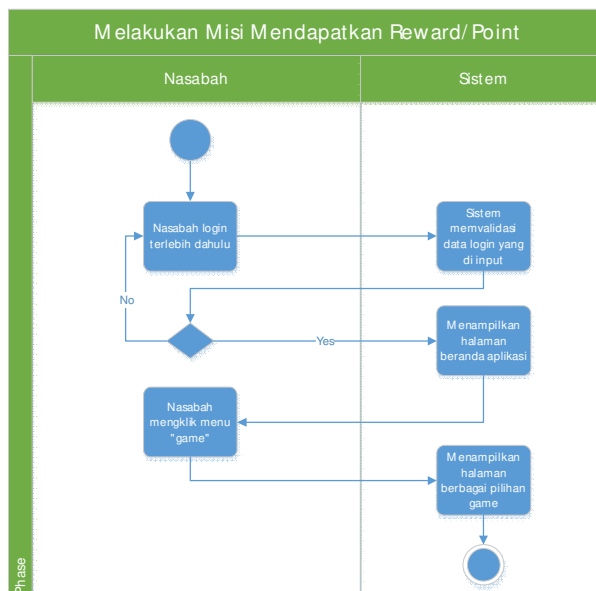 Melakukan Misi Mendapatkan Reward/Point
Nasabah
Sistem
Nasabah login
terlebih dahulu
Sistem
memvalidasi
data login yang
di input
No
Yes
Menampilkan
halaman
beranda aplikasi
Nasabah
mengklik menu
"game"
Menampilkan
halaman
berbagai pilihan
game
Phase